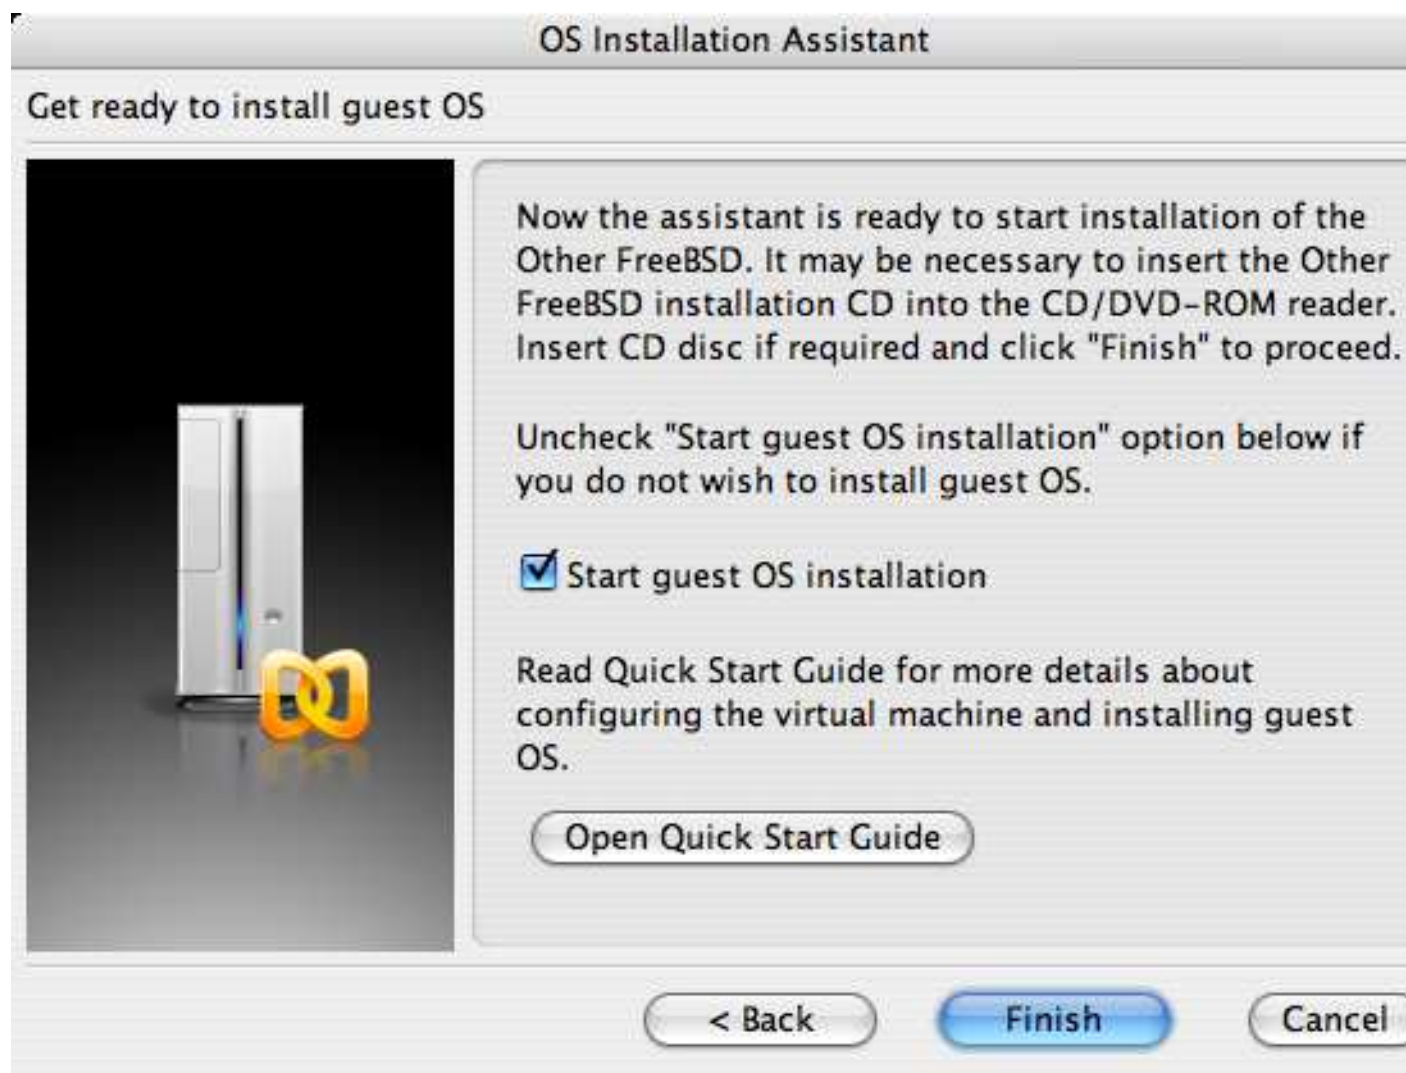 OS Installation Assistant
Get ready to install guest OS
Now the assistant is ready to start installation of the
Other FreeBSD. It may be necessary to insert the Other
FreeBSD installation CD into the CD/DVD-ROM reader.
Insert CD disc if required and click "Finish" to proceed.
Uncheck "Start guest OS installation" option below if
you do not wish to install guest OS.
Start guest OS installation
Read Quick Start Guide for more details about
configuring the virtual machine and installing guest
OS.
Open Quick Start Guide
< Back
Finish
Cancel